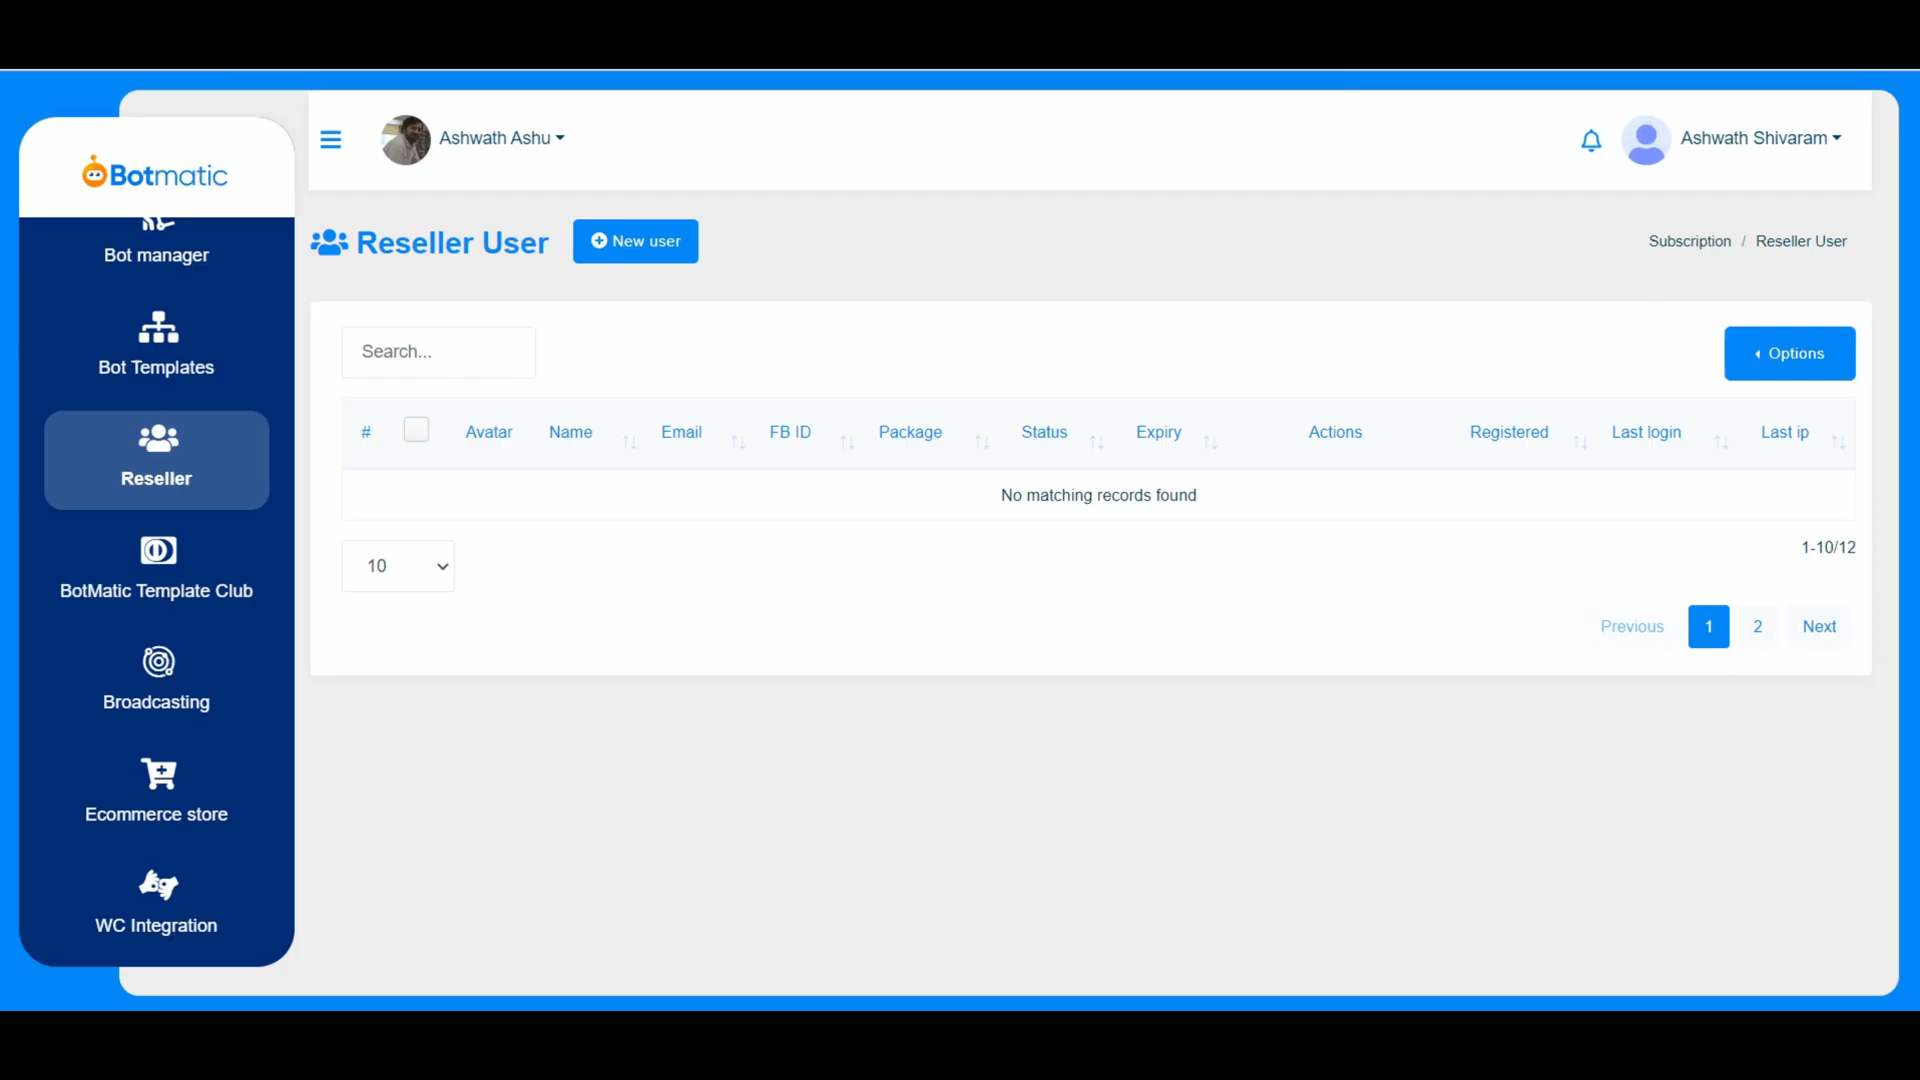 Botmatic
Ashwath Ashu
Ashwath Shivaram
Bot manager
Bot Templates
Reseller
BotMatic Template Club
Broadcasting
Ecommerce store
WC Integration
Reseller User
New user
Subscription / Reseller User
Search...
Options
# Avatar Name Email FB ID Package Status Expiry Actions Registered Last login Last ip
No matching records found
10
1-10/12
Previous 1 2 Next